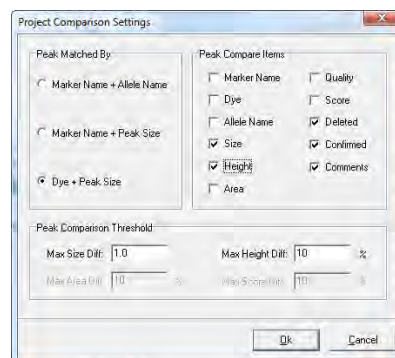 Project Comparison Settings
Peak Matched By
Marker Name + Allele Name
Marker Name + Peak Size
Dye + Peak Size
Peak Compare Items
Marker Name
Quality
Dye
Score
Allele Name
Deleted
Size
Confirmed
Height
Comments
Area
Peak Comparison Threshold
Max Size Diff: 1.0 Max Height Diff: 10 %
Max Area Diff: 10 % Max Score Diff: 10 %
Ok Cancel